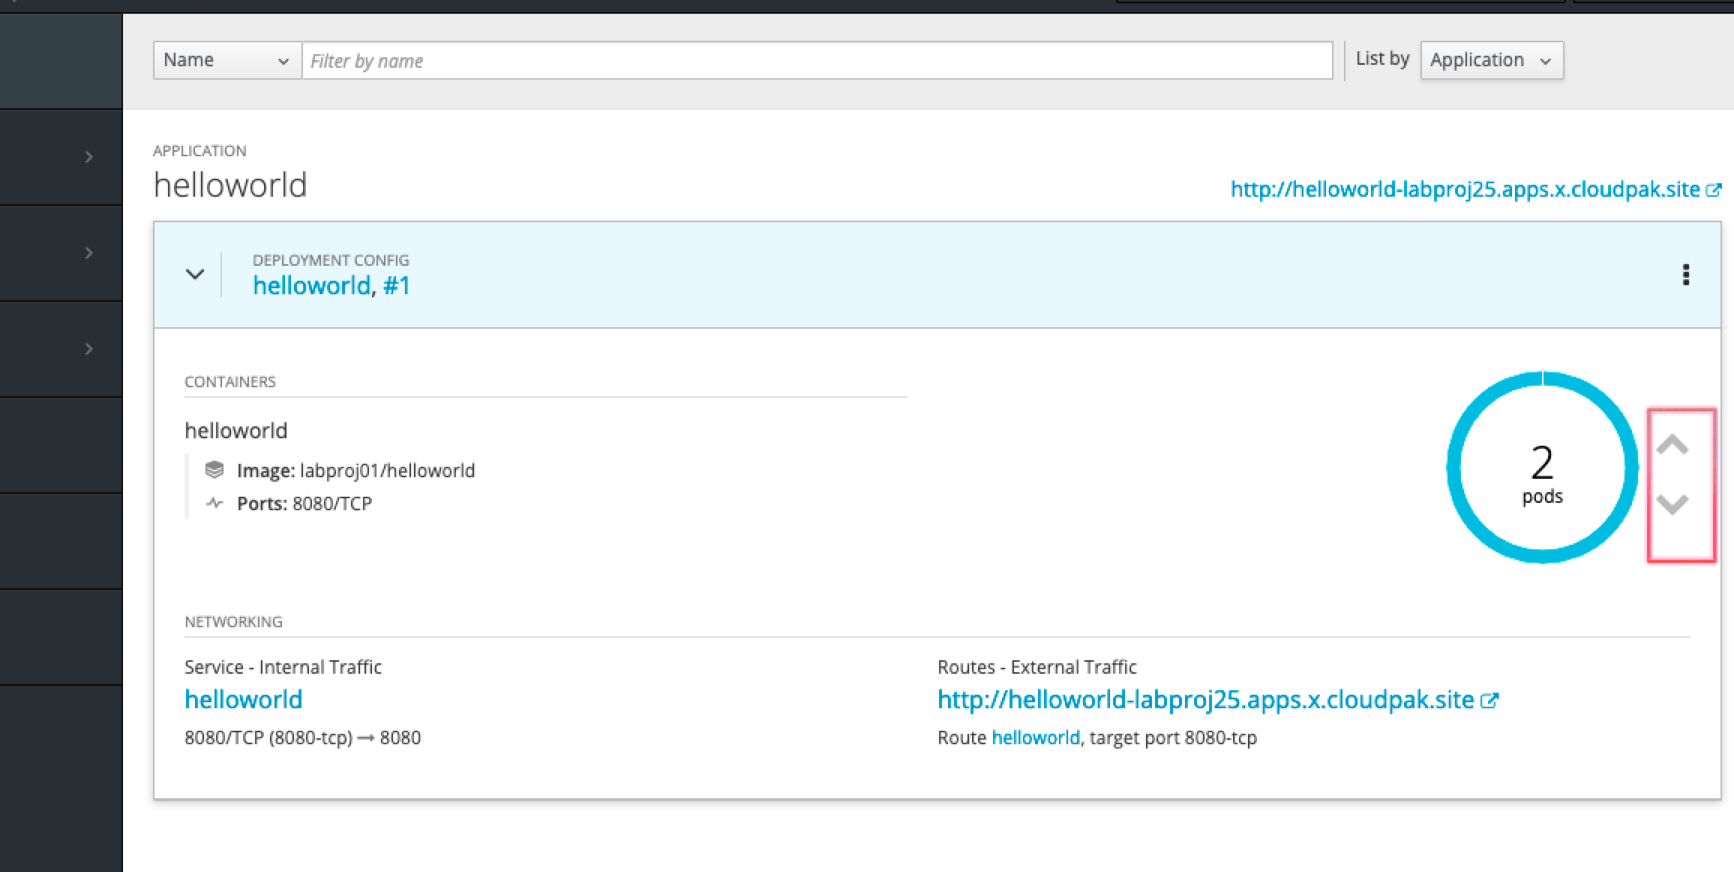 Name Filter by name List by Application
APPLICATION
helloworld
http://helloworld-labproj25.apps.x.cloudpak.site
DEPLOYMENT CONFIG
helloworld, #1
CONTAINERS
helloworld
Image: labproj01/helloworld
Ports: 8080/TCP
2
pods
NETWORKING
Service - Internal Traffic
helloworld
8080/TCP (8080-tcp) → 8080
Routes - External Traffic
http://helloworld-labproj25.apps.x.cloudpak.site
Route helloworld, target port 8080-tcp